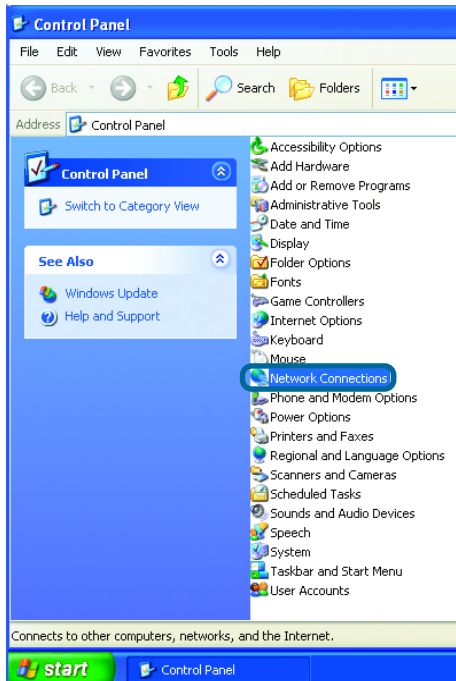 Control Panel
File Edit View Favorites Tools Help
Back Search Folders
Address Control Panel
Control Panel
Switch to Category View
See Also
Windows Update
Help and Support
Accessibility Options
Add Hardware
Add or Remove Programs
Administrative Tools
Date and Time
Display
Folder Options
Fonts
Game Controllers
Internet Options
Keyboard
Mouse
Network Connections
Phone and Modem Options
Power Options
Printers and Faxes
Regional and Language Options
Scanners and Cameras
Scheduled Tasks
Sounds and Audio Devices
Speech
System
Taskbar and Start Menu
User Accounts
Connects to other computers, networks, and the Internet.
start Control Panel